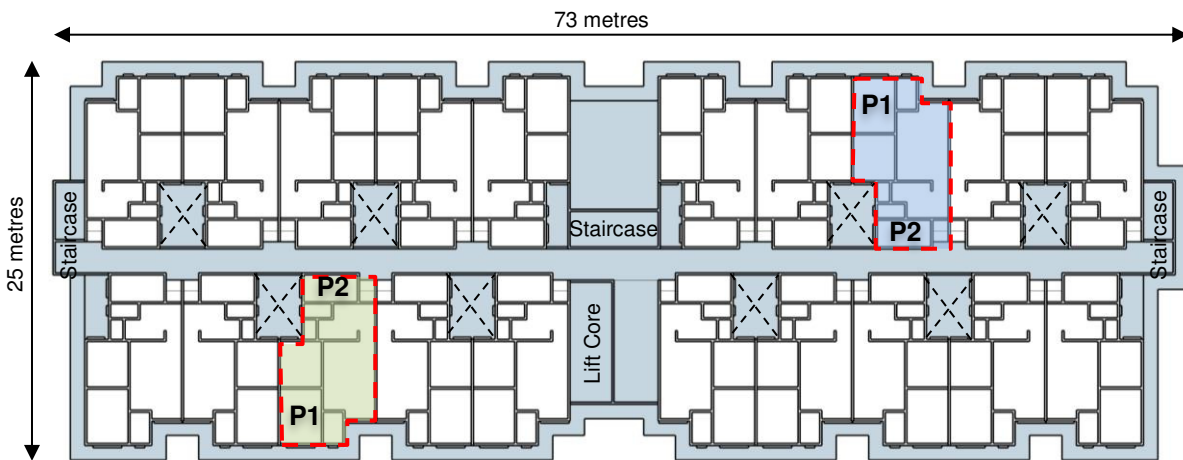 73 metres
25 metres
P1
P2
Staircase
Staircase
Staircase
P2
P1
Lift Core